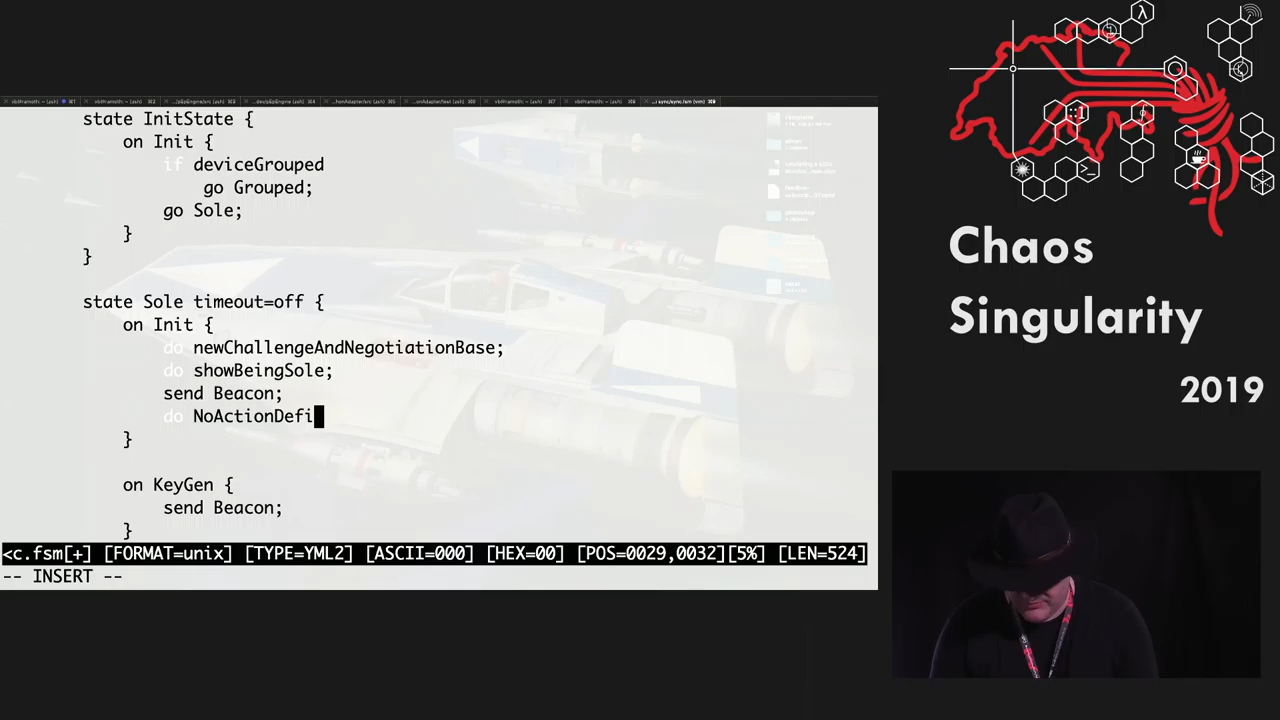 state InitState {
on Init {
if deviceGrouped
go Grouped;
go Sole;
}
}
state Sole timeout=off {
on Init {
do newChallengeAndNegotiationBase;
do showBeingSole;
send Beacon;
do NoActionDefi
}
on KeyGen {
send Beacon;
}
<c.fsm[+] [FORMAT=unix] [TYPE=YML2] [ASCII=000] [HEX=00] [POS=0029,0032][5%] [LEN=524]
-- INSERT --
Chaos
Singularity
2019
λ
>_